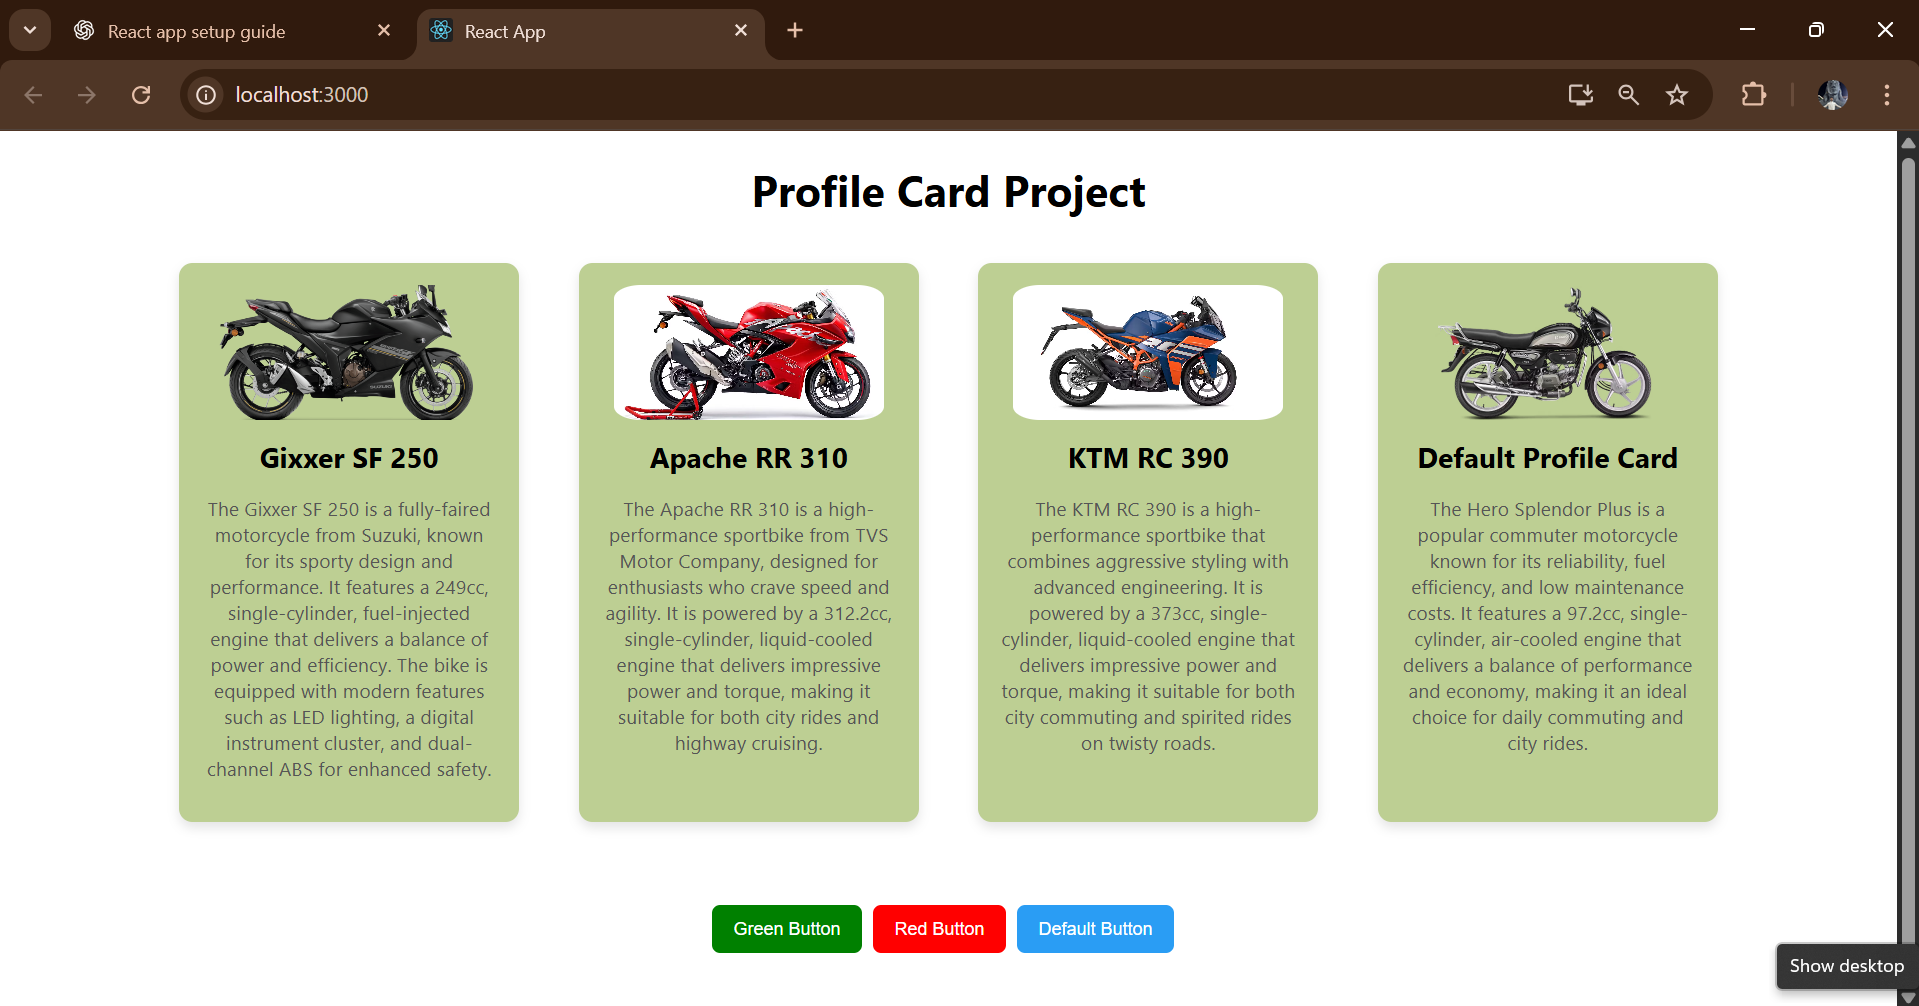 React app setup guide
React App
localhost:3000
Profile Card Project
Gixxer SF 250
The Gixxer SF 250 is a fully-faired
motorcycle from Suzuki, known
for its sporty design and
performance. It features a 249cc,
single-cylinder, fuel-injected
engine that delivers a balance of
power and efficiency. The bike is
equipped with modern features
such as LED lighting, a digital
instrument cluster, and dual-
channel ABS for enhanced safety.
Apache RR 310
The Apache RR 310 is a high-
performance sportbike from TVS
Motor Company, designed for
enthusiasts who crave speed and
agility. It is powered by a 312.2cc,
single-cylinder, liquid-cooled
engine that delivers impressive
power and torque, making it
suitable for both city rides and
highway cruising.
KTM RC 390
The KTM RC 390 is a high-
performance sportbike that
combines aggressive styling with
advanced engineering. It is
powered by a 373cc, single-
cylinder, liquid-cooled engine that
delivers impressive power and
torque, making it suitable for both
city commuting and spirited rides
on twisty roads.
Default Profile Card
The Hero Splendor Plus is a
popular commuter motorcycle
known for its reliability, fuel
efficiency, and low maintenance
costs. It features a 97.2cc, single-
cylinder, air-cooled engine that
delivers a balance of performance
and economy, making it an ideal
choice for daily commuting and
city rides.
Green Button
Red Button
Default Button
Show desktop